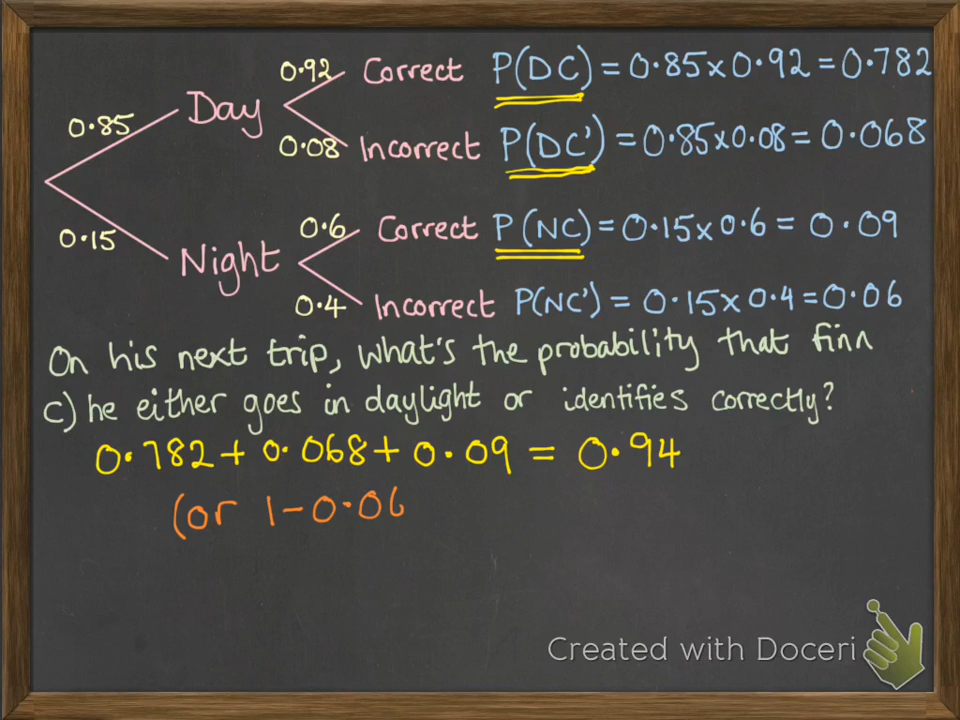 0.92 Correct P(DC) = 0.85 x 0.92 = 0.782
0.85 Day
0.08 Incorrect P(DC') = 0.85 x 0.08 = 0.068
0.15 Night
0.6 Correct P(NC) = 0.15 x 0.6 = 0.09
0.4 Incorrect P(NC') = 0.15 x 0.4 = 0.06
On his next trip, what's the probability that finn
c) he either goes in daylight or identifies correctly?
0.782 + 0.068 + 0.09 = 0.94
(or 1 - 0.06
Created with Doceri